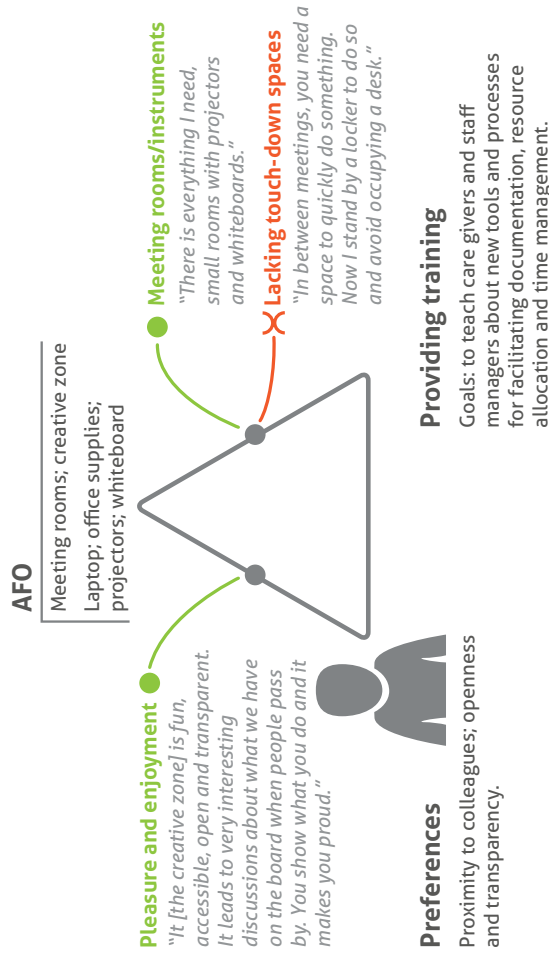 AFO
Meeting rooms; creative zone
Laptop; office supplies;
projectors; whiteboard
Pleasure and enjoyment
“It [the creative zone] is fun,
accessible, open and transparent.
It leads to very interesting
discussions about what we have
on the board when people pass
by. You show what you do and it
makes you proud.”
Meeting rooms/instruments
“There is everything I need,
small rooms with projectors
and whiteboards.”
Lacking touch-down spaces
“In between meetings, you need a
space to quickly do something.
Now I stand by a locker to do so
and avoid occupying a desk.”
Preferences
Proximity to colleagues; openness
and transparency.
Providing training
Goals: to teach care givers and staff
managers about new tools and processes
for facilitating documentation, resource
allocation and time management.